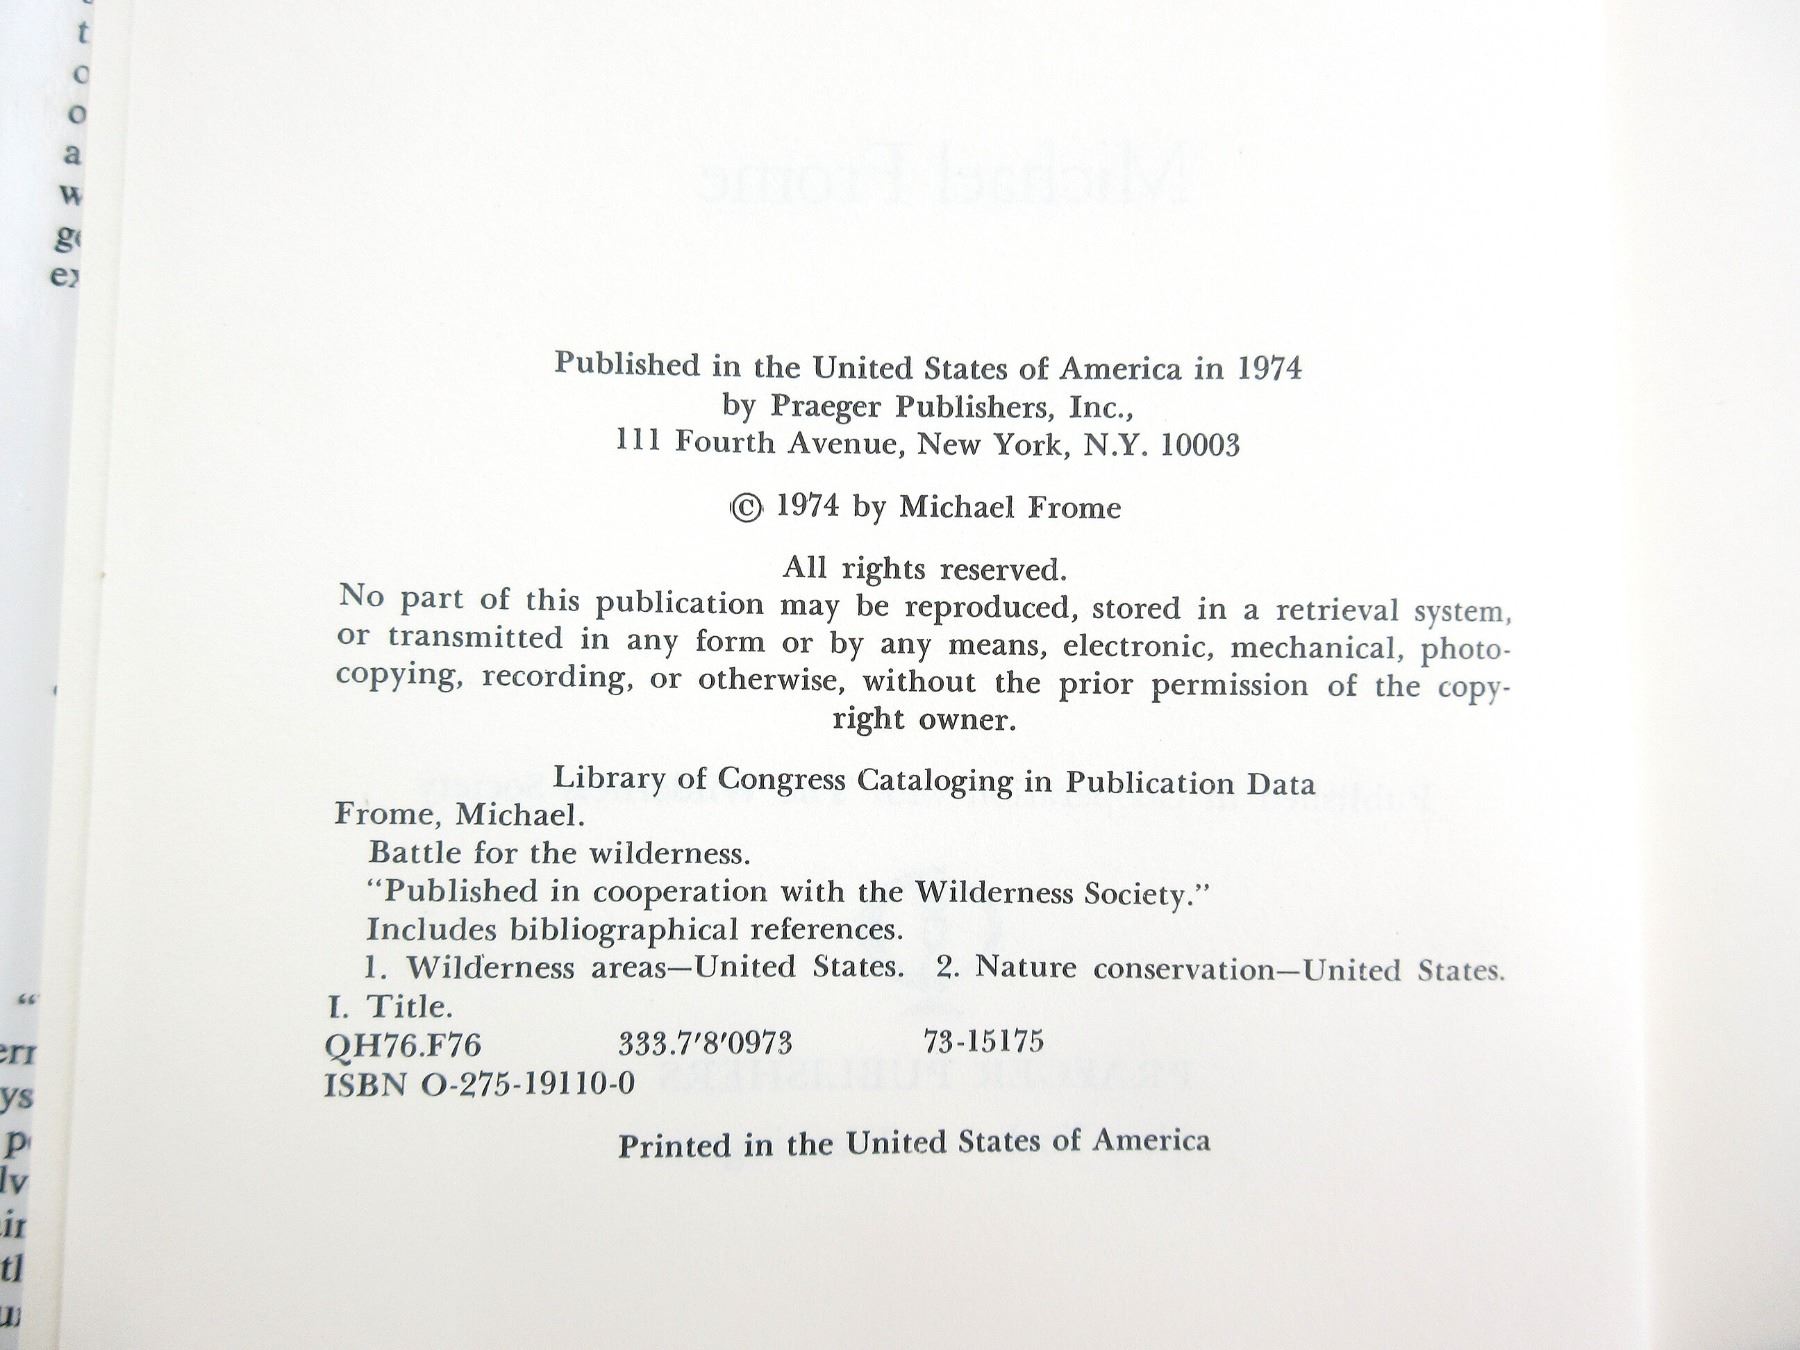 Published in the United States of America in 1974
by Praeger Publishers, Inc.,
111 Fourth Avenue, New York, N.Y. 10003
© 1974 by Michael Frome
All rights reserved.
No part of this publication may be reproduced, stored in a retrieval system,
or transmitted in any form or by any means, electronic, mechanical, photo-
copying, recording, or otherwise, without the prior permission of the copy-
right owner.
Library of Congress Cataloging in Publication Data
Frome, Michael.
Battle for the wilderness.
“Published in cooperation with the Wilderness Society.”
Includes bibliographical references.
1. Wilderness areas—United States. 2. Nature conservation—United States.
I. Title.
QH76.F76 333.7′8′0973 73-15175
ISBN O-275-19110-0
Printed in the United States of America